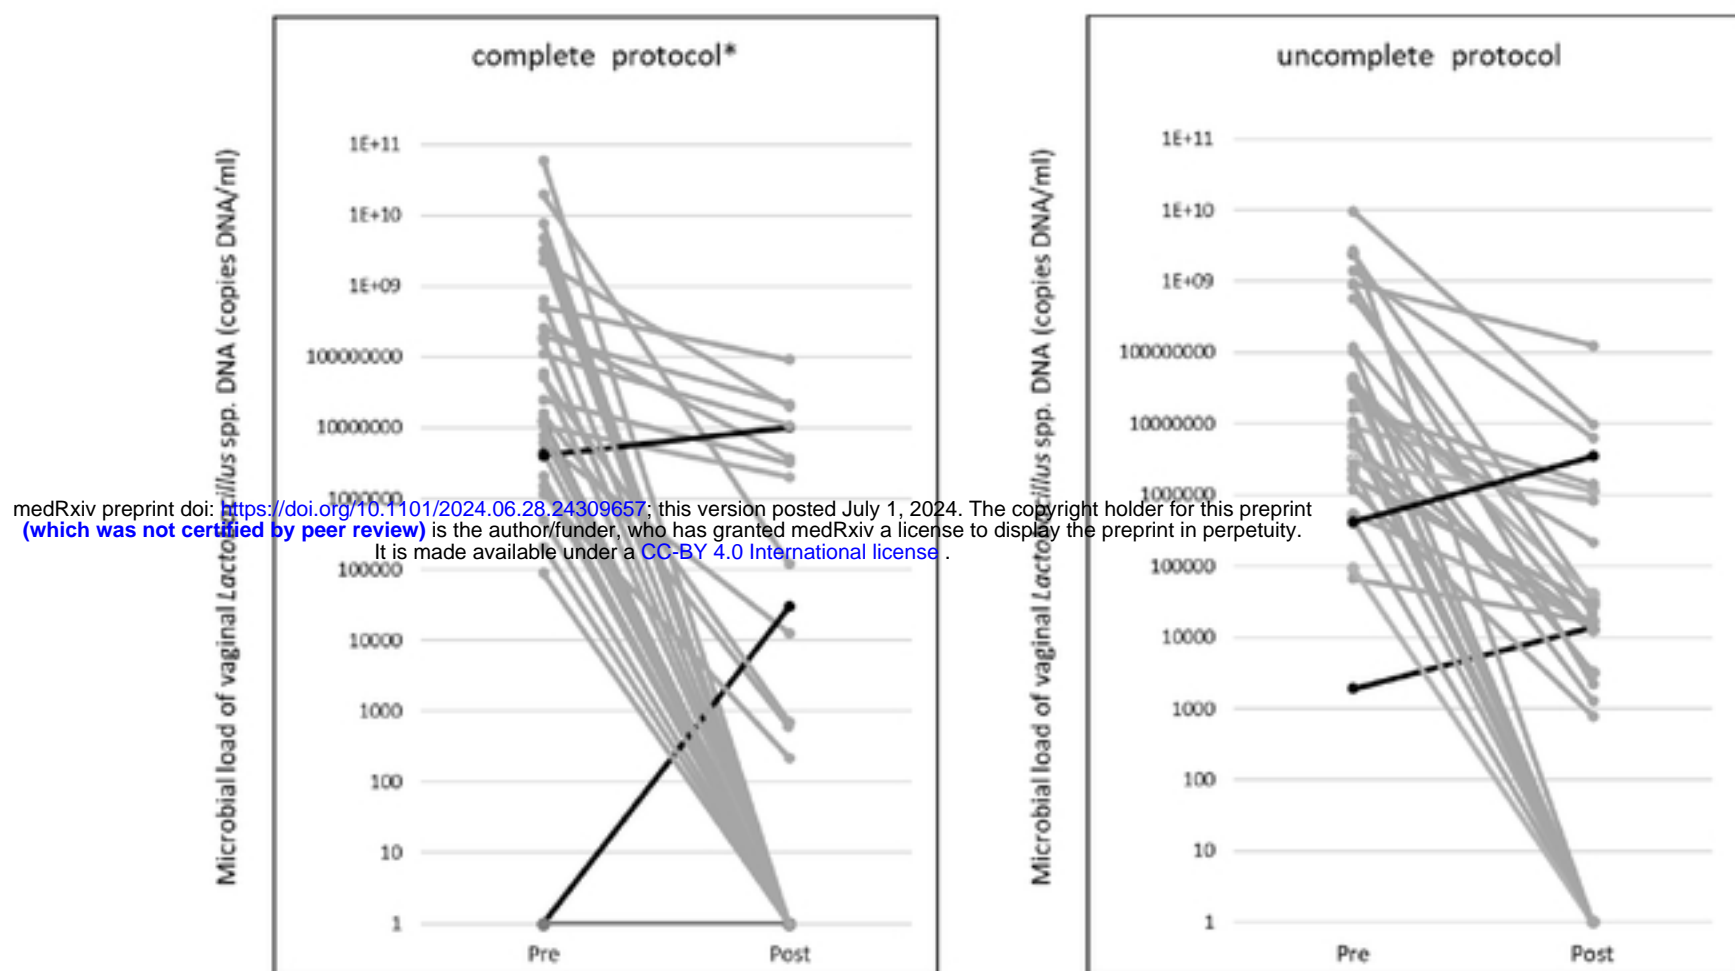 complete protocol*
Microbial load of vaginal Lactobacillus spp. DNA (copies DNA/ml)
1E+11
1E+10
1E+09
100000000
10000000
1000000
100000
10000
1000
100
10
1
Pre Post
uncomplete protocol
Microbial load of vaginal Lactobacillus spp. DNA (copies DNA/ml)
1E+11
1E+10
1E+09
100000000
10000000
1000000
100000
10000
1000
100
10
1
Pre Post
medRxiv preprint doi: https://doi.org/10.1101/2024.06.28.24309657; this version posted July 1, 2024. The copyright holder for this preprint
(which was not certified by peer review) is the author/funder, who has granted medRxiv a license to display the preprint in perpetuity.
It is made available under a CC-BY 4.0 International license .